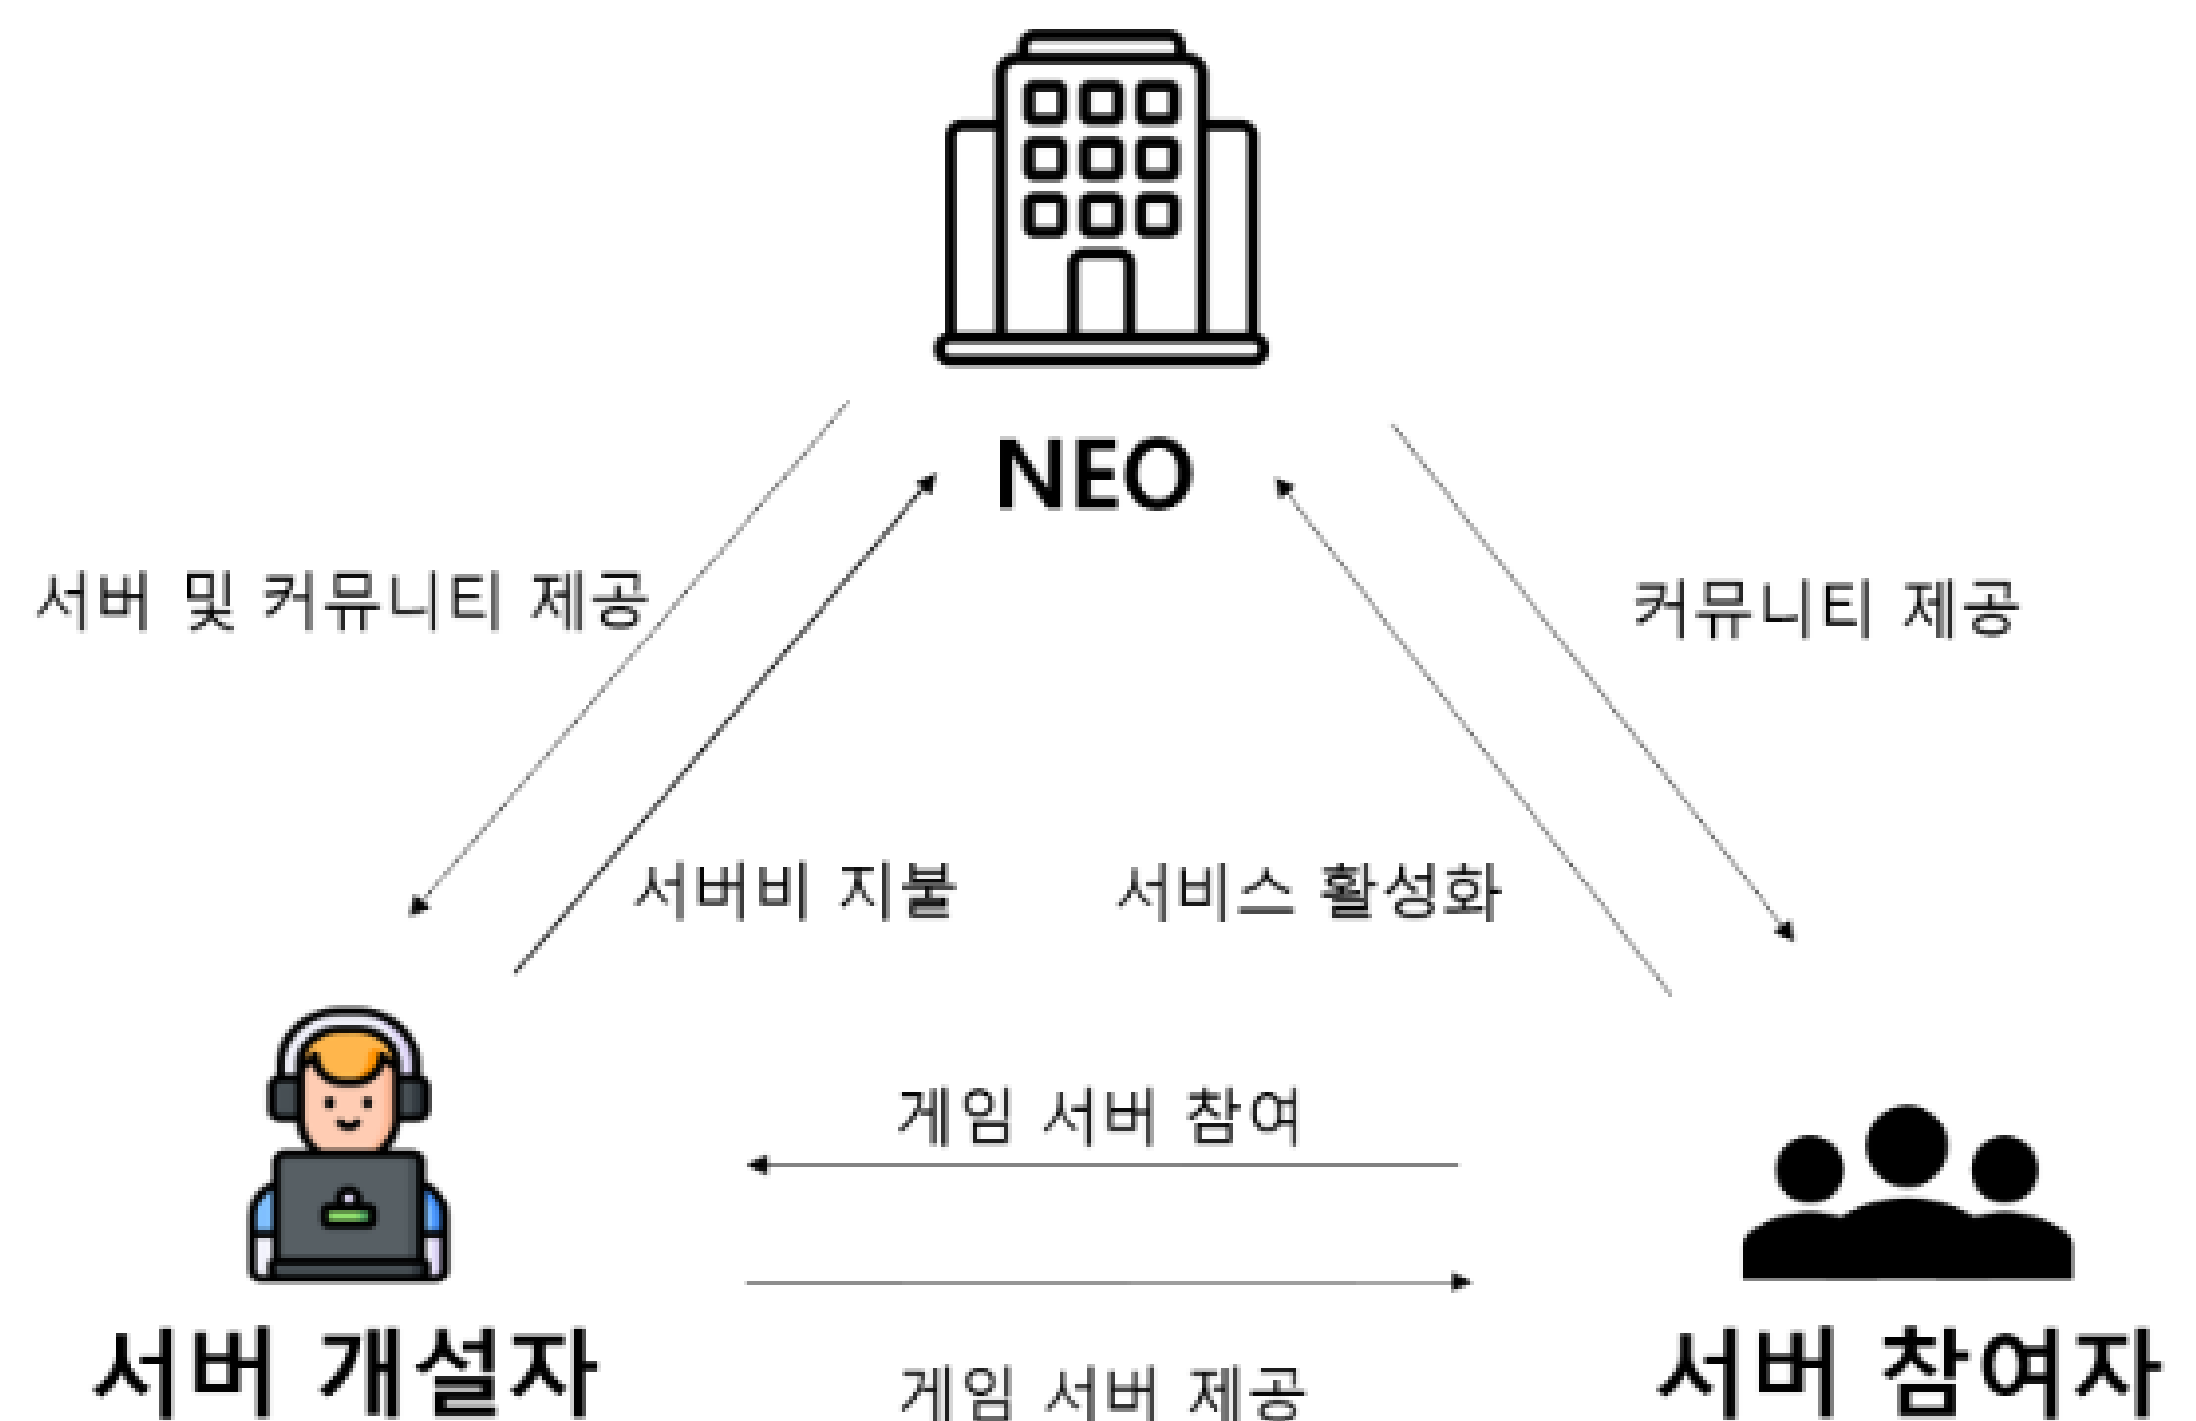 NEO
서버 및 커뮤니티 제공
커뮤니티 제공
서버비 지불
서비스 활성화
게임 서버 참여
서버 개설자
서버 참여자
게임 서버 제공